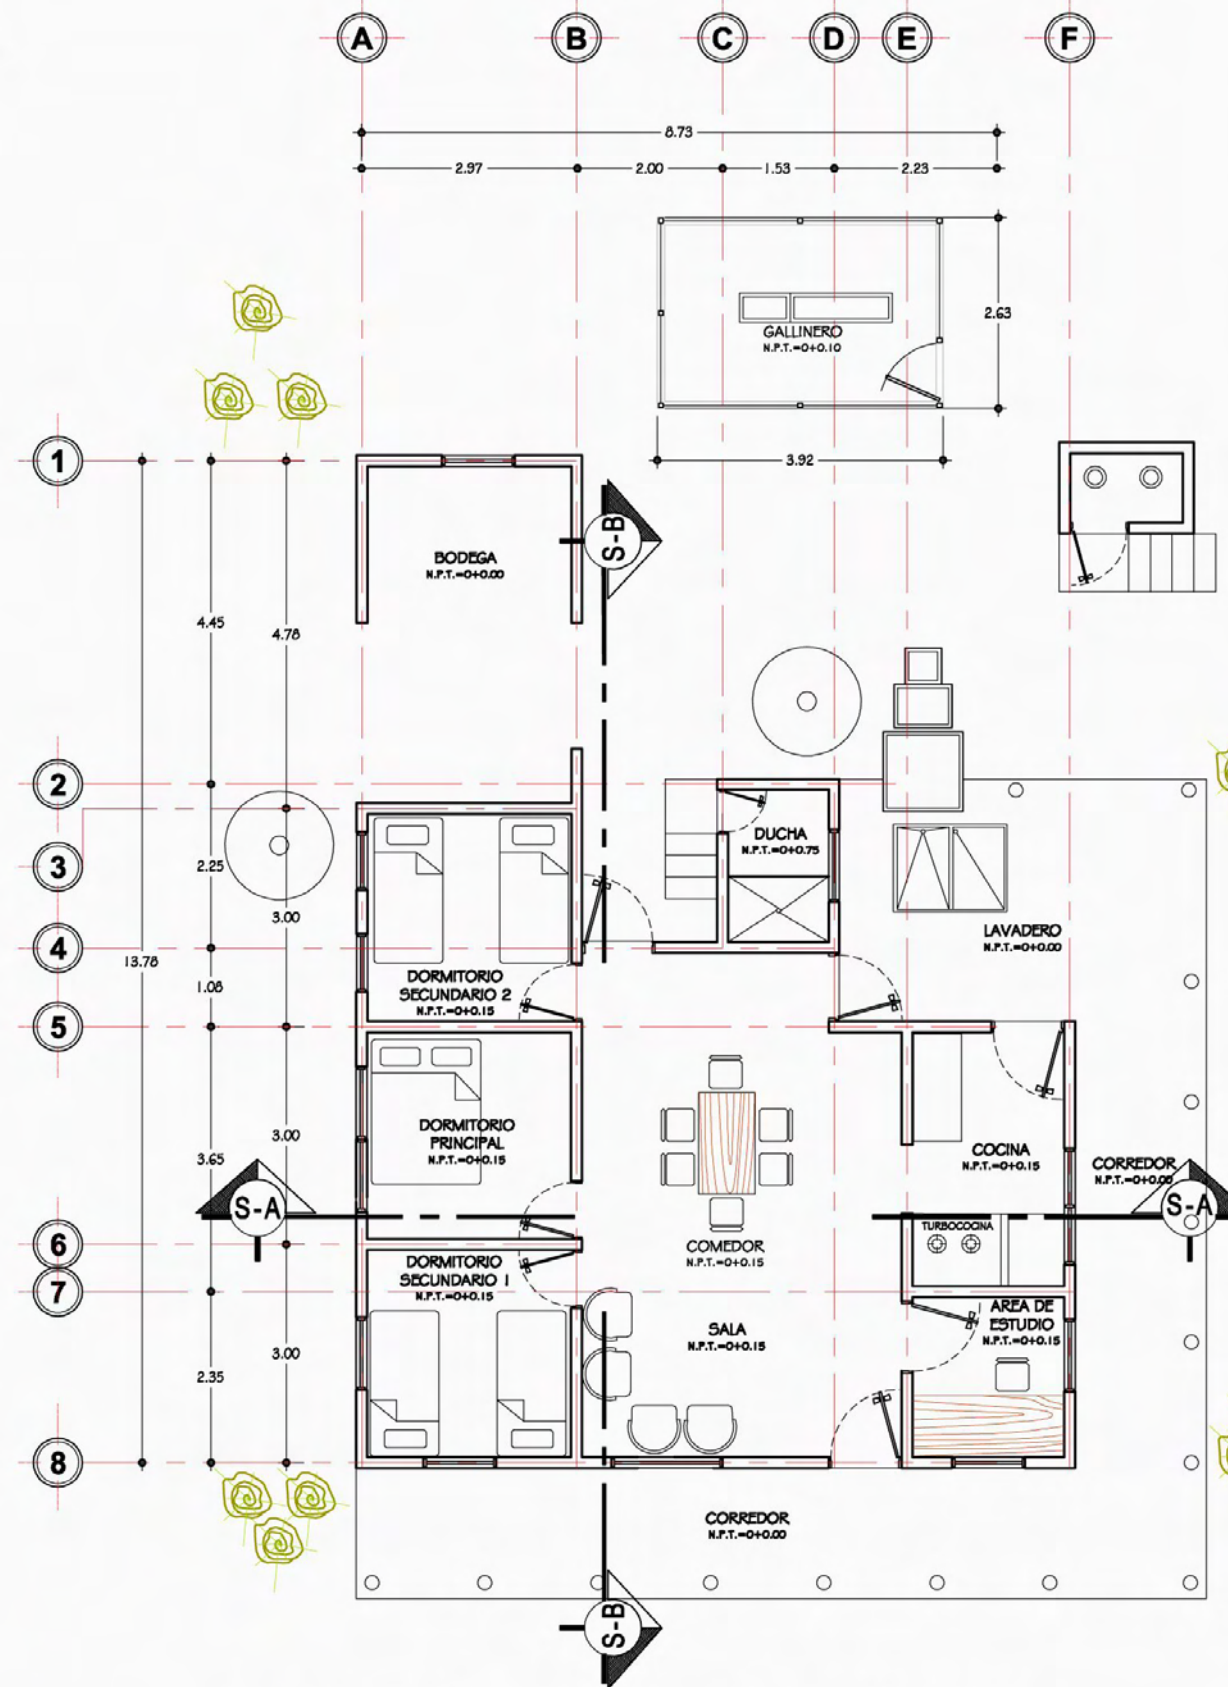 A B C D E F
8.73
2.97 2.00 1.53 2.23
2.63
GALLINERO
N.P.T.=0+0.10
3.92
1
S-B
BODEGA
N.P.T.=0+0.00
4.45
4.78
2
DUCHA
N.P.T.=0+0.75
3
2.25
3.00
LAVADERO
N.P.T.=0+0.00
4
13.78
DORMITORIO
SECUNDARIO 2
N.P.T.=0+0.15
1.08
5
DORMITORIO
PRINCIPAL
N.P.T.=0+0.15
3.00
3.65
COCINA
N.P.T.=0+0.15
CORREDOR
N.P.T.=0+0.00
S-A
S-A
TURBOCOCINA
6
COMEDOR
N.P.T.=0+0.15
DORMITORIO
SECUNDARIO 1
N.P.T.=0+0.15
7
AREA DE
ESTUDIO
N.P.T.=0+0.15
SALA
N.P.T.=0+0.15
3.00
2.35
8
CORREDOR
N.P.T.=0+0.00
S-B